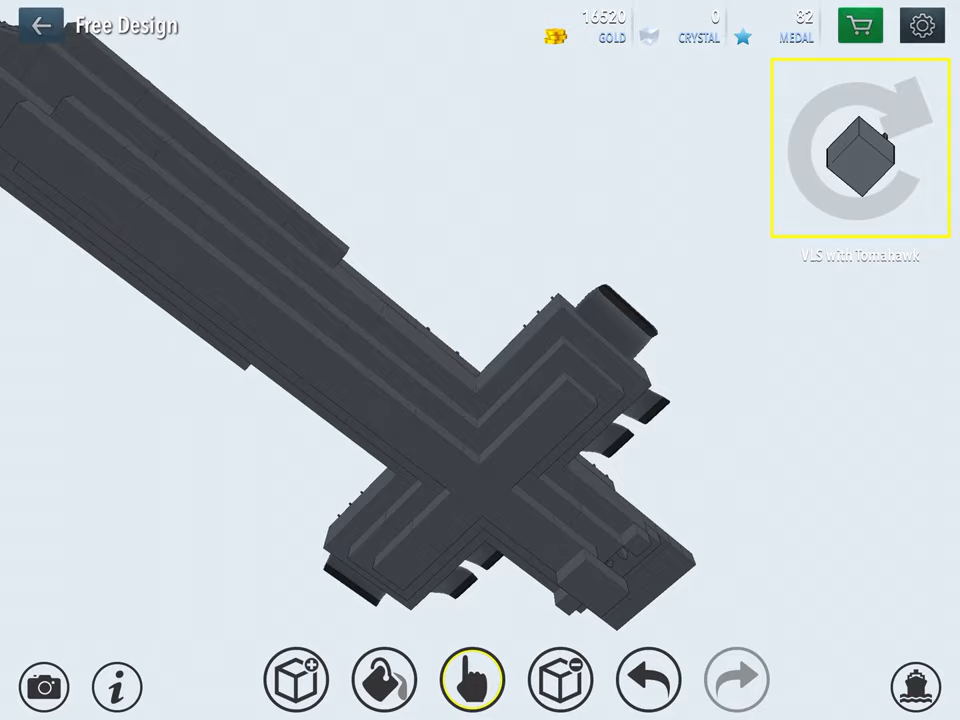 Free Design
16520
GOLD
0
CRYSTAL
82
MEDAL
VLS with Tomahawk